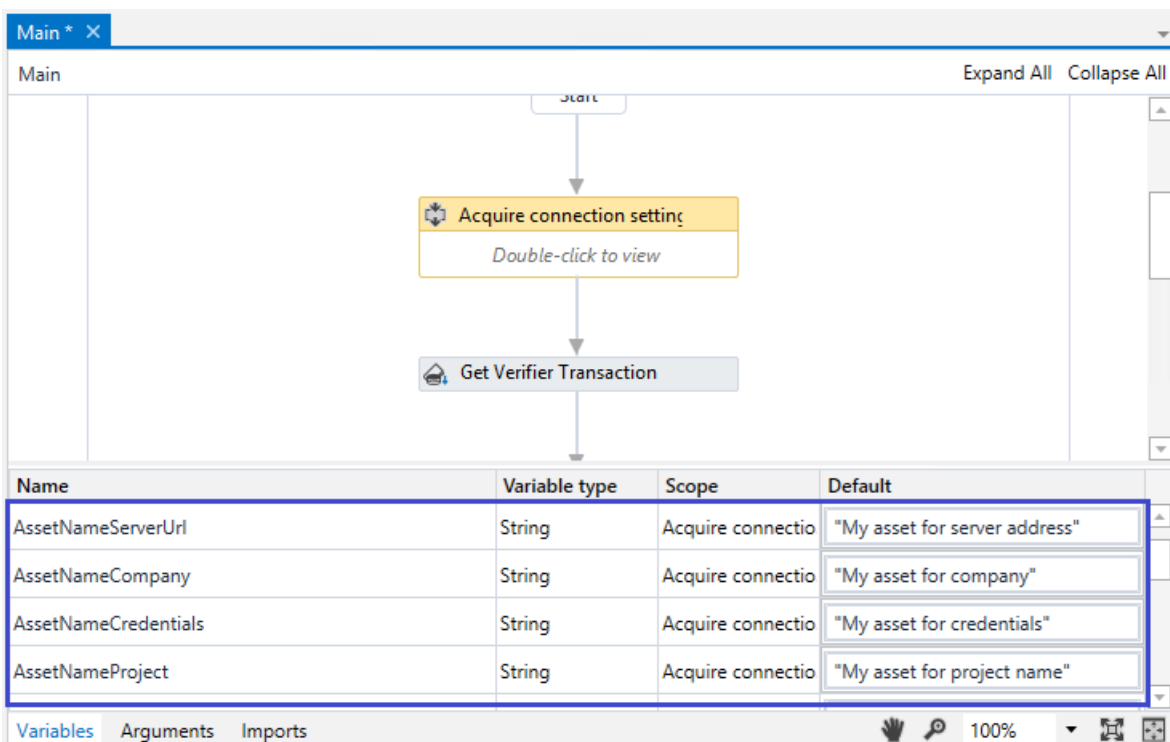 Main *
Main Expand All Collapse All
Start
Acquire connection setting
Double-click to view
Get Verifier Transaction
Name Variable type Scope Default
AssetNameServerUrl String Acquire connectio "My asset for server address"
AssetNameCompany String Acquire connectio "My asset for company"
AssetNameCredentials String Acquire connectio "My asset for credentials"
AssetNameProject String Acquire connectio "My asset for project name"
Variables Arguments Imports 100%